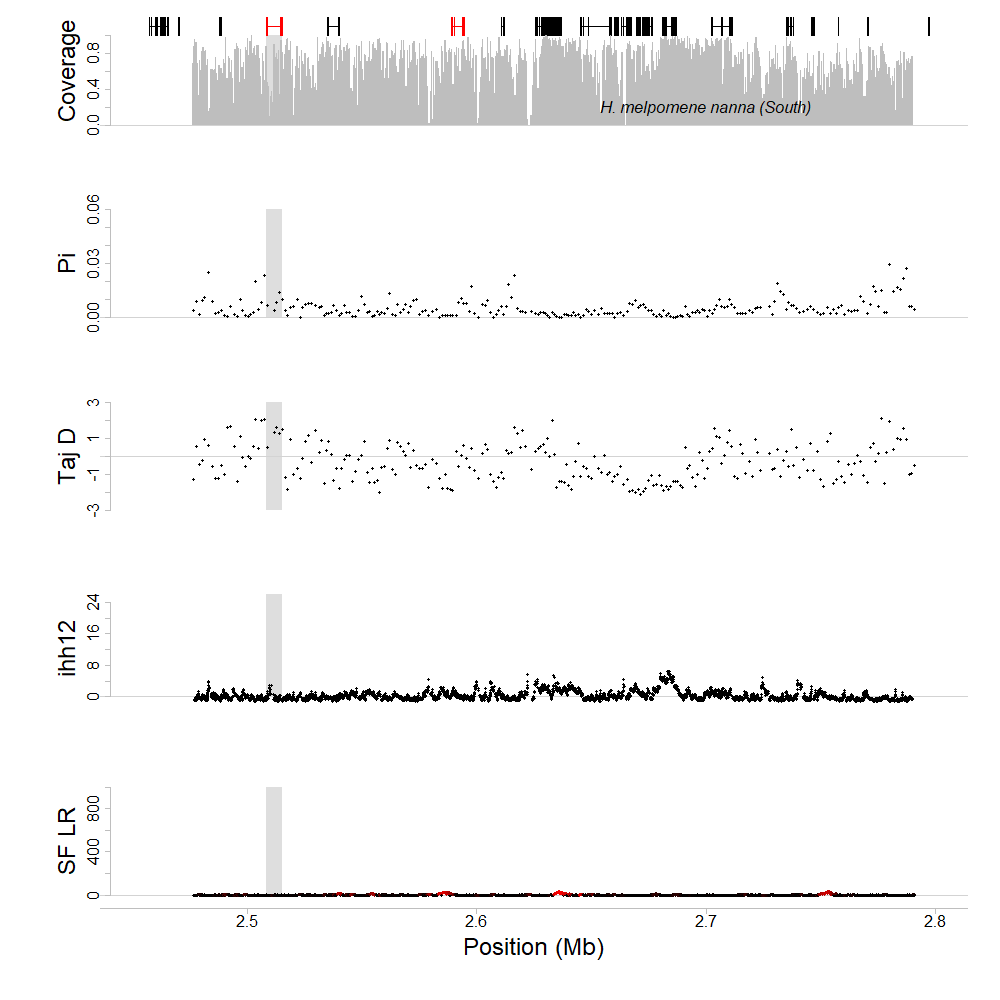 Coverage
0.0 0.4 0.8
H. melpomene nanna (South)
Pi
0.00 0.03 0.06
Taj D
-3 -1 1 3
ihh12
0 8 16 24
SF LR
0 400 800
2.5 2.6 2.7 2.8
Position (Mb)